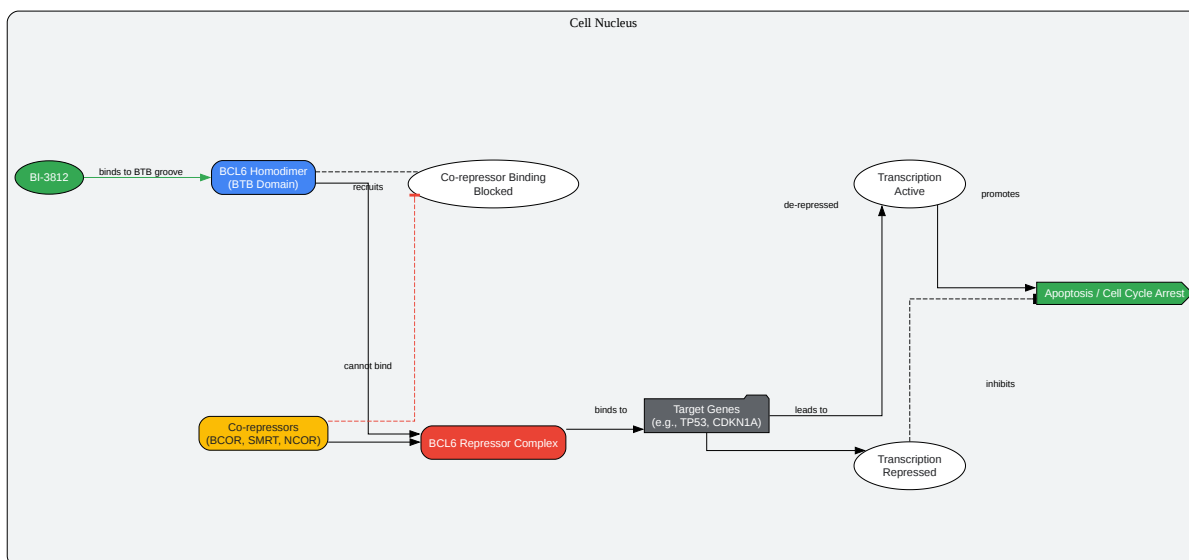 Cell Nucleus
BI-3812
binds to BTB groove
BCL6 Homodimer
(BTB Domain)
recruits
Co-repressor Binding
Blocked
Transcription
Active
de-repressed
promotes
Apoptosis / Cell Cycle Arrest
cannot bind
inhibits
Co-repressors
(BCOR, SMRT, NCOR)
BCL6 Repressor Complex
binds to
Target Genes
(e.g., TP53, CDKN1A)
leads to
Transcription
Repressed